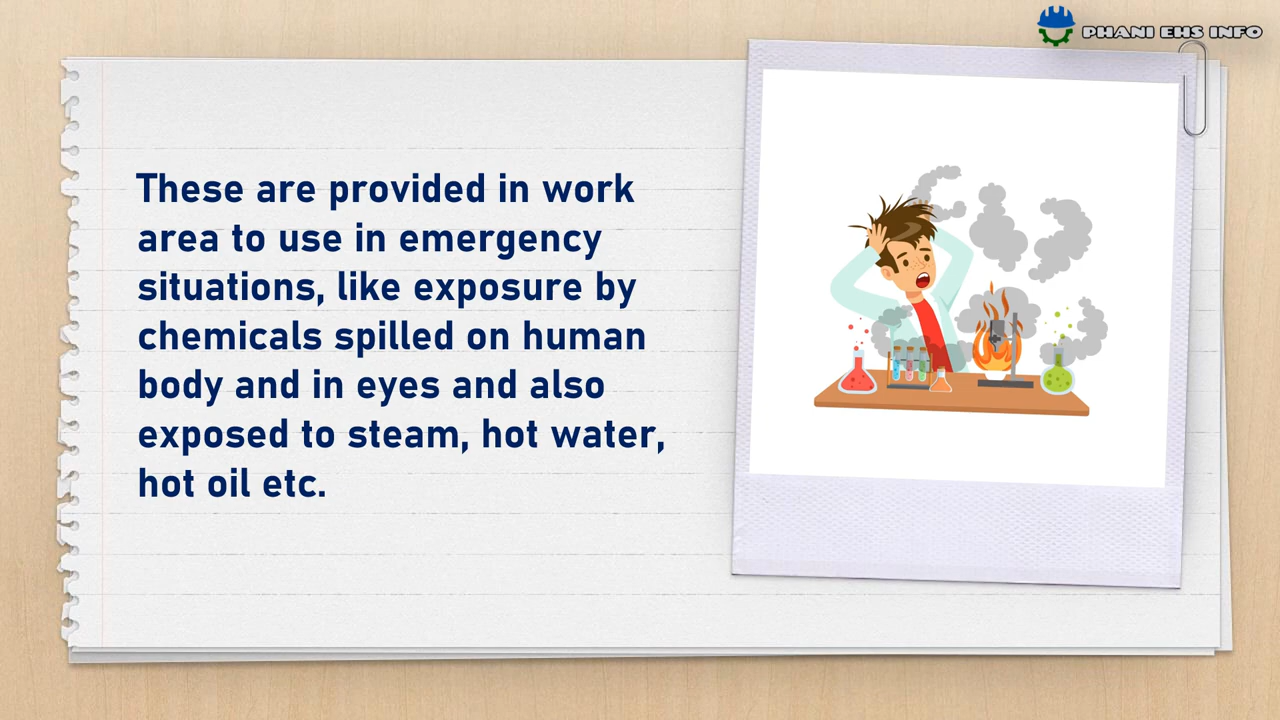 PHANI EHS INFO
These are provided in work
area to use in emergency
situations, like exposure by
chemicals spilled on human
body and in eyes and also
exposed to steam, hot water,
hot oil etc.